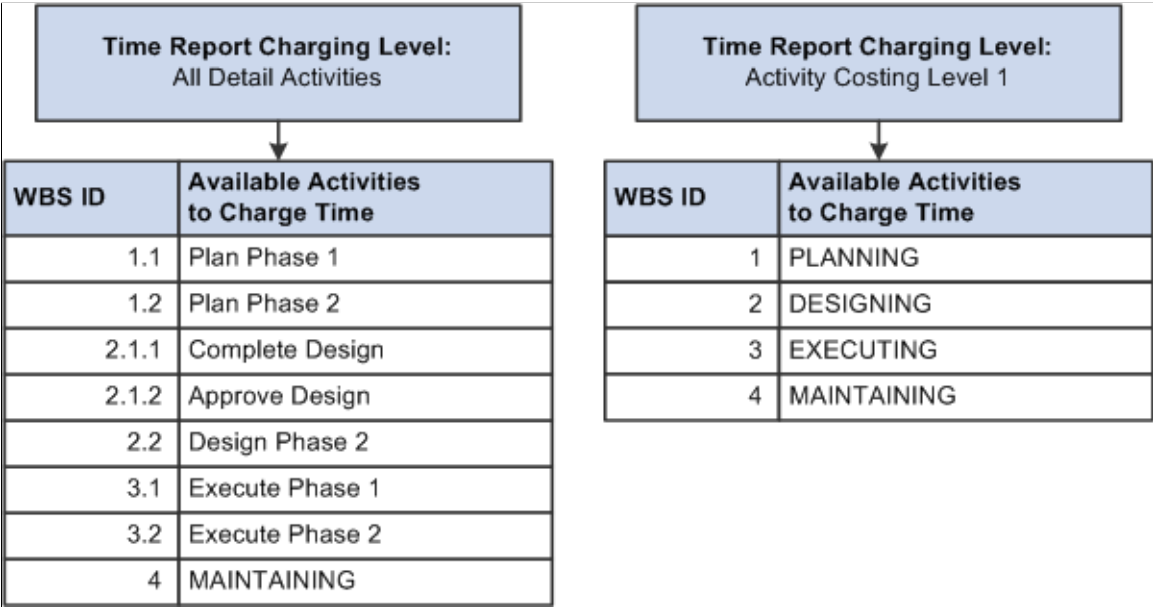 Time Report Charging Level:
All Detail Activities
WBS ID
Available Activities
to Charge Time
1.1 Plan Phase 1
1.2 Plan Phase 2
2.1.1 Complete Design
2.1.2 Approve Design
2.2 Design Phase 2
3.1 Execute Phase 1
3.2 Execute Phase 2
4 MAINTAINING
Time Report Charging Level:
Activity Costing Level 1
WBS ID
Available Activities
to Charge Time
1 PLANNING
2 DESIGNING
3 EXECUTING
4 MAINTAINING